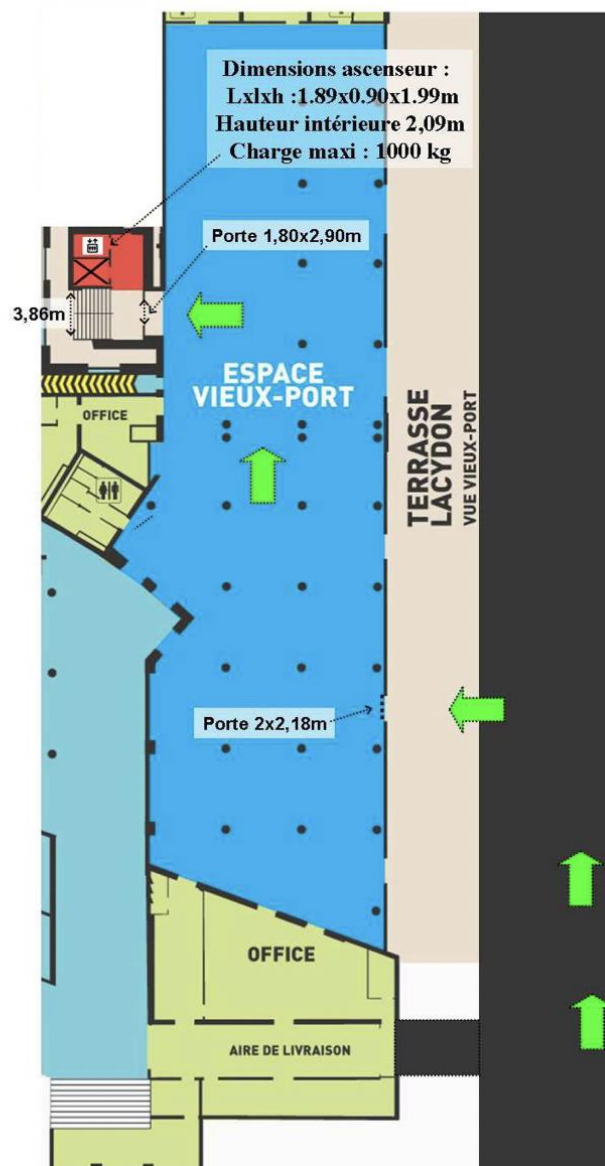 Dimensions ascenseur :
Lxlxh :1.89x0.90x1.99m
Hauteur intérieure 2,09m
Charge maxi : 1000 kg
Porte 1,80x2,90m
3,86m
ESPACE
VIEUX-PORT
OFFICE
TERRASSE
LACYDON
VUE VIEUX-PORT
Porte 2x2,18m
OFFICE
AIRE DE LIVRAISON